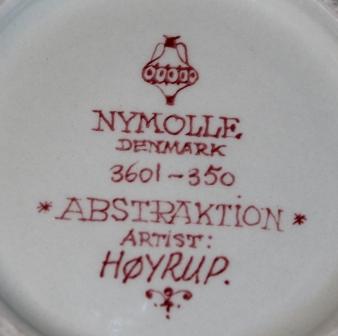 NYMOLLE
DENMARK
3601-350
* ABSTRAKTION *
ARTIST:
HØYRUP.